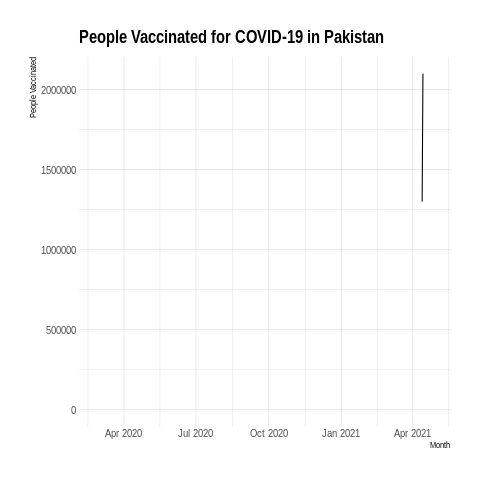 People Vaccinated for COVID-19 in Pakistan
People Vaccinated
2000000
1500000
1000000
500000
0
Apr 2020 Jul 2020 Oct 2020 Jan 2021 Apr 2021
Month